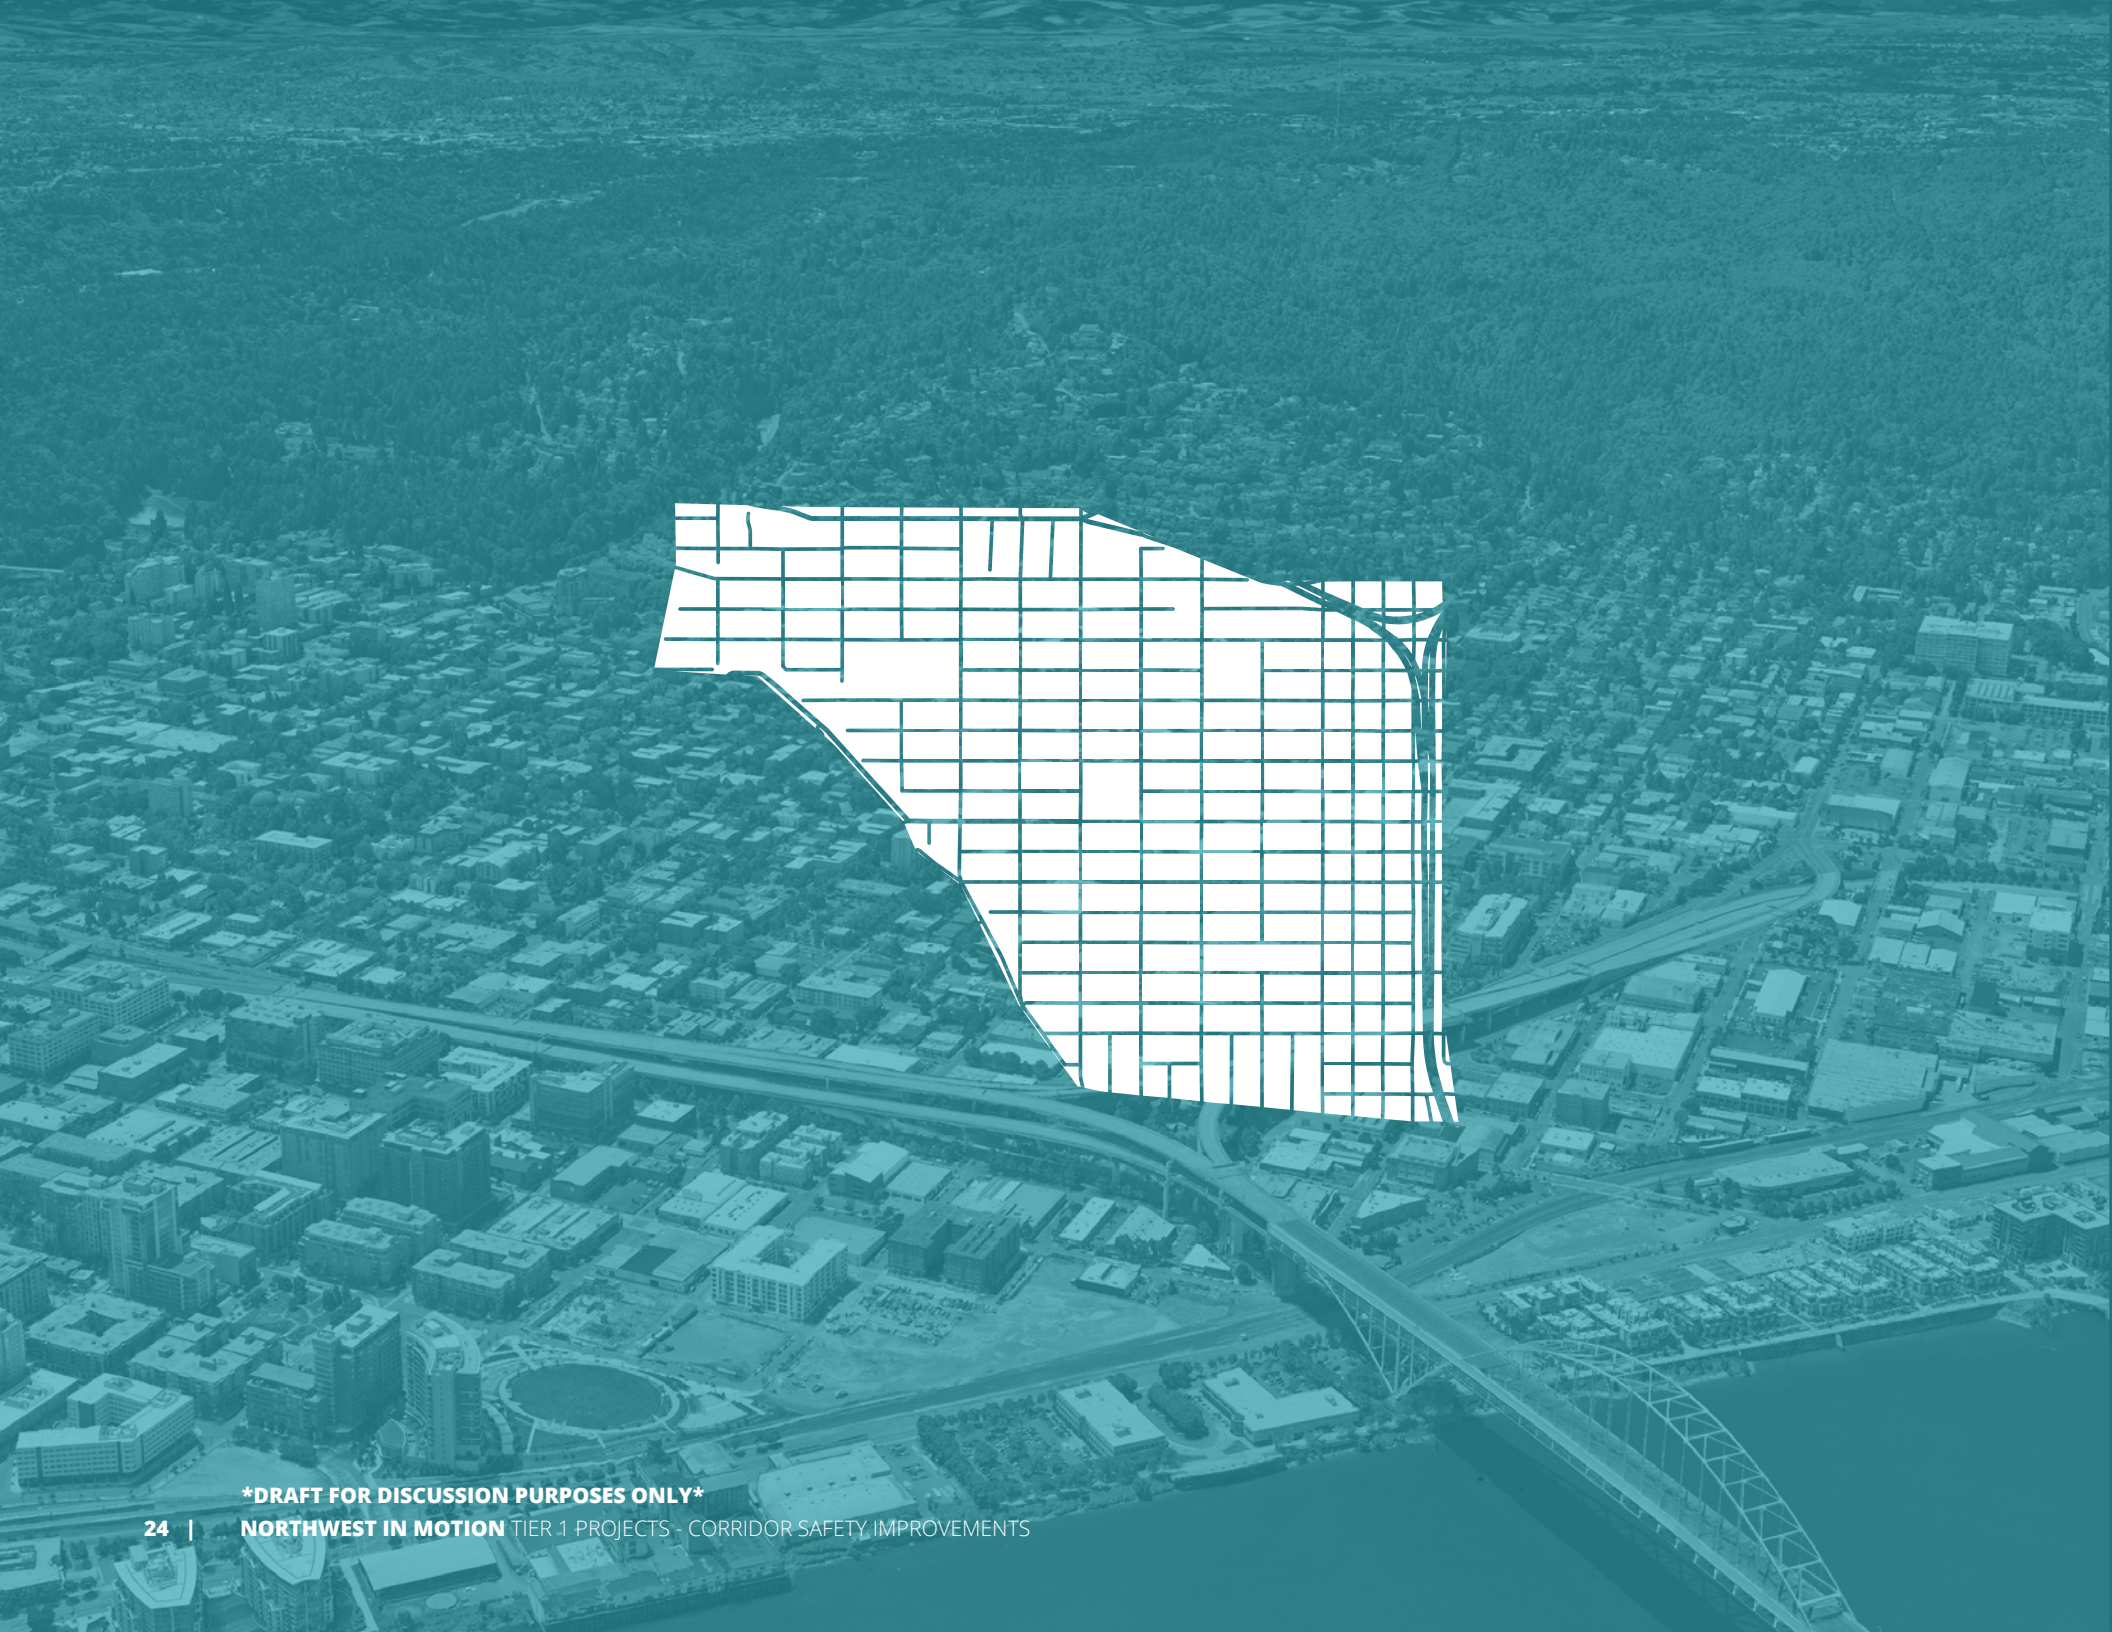 *DRAFT FOR DISCUSSION PURPOSES ONLY*
24 | NORTHWEST IN MOTION TIER 1 PROJECTS - CORRIDOR SAFETY IMPROVEMENTS